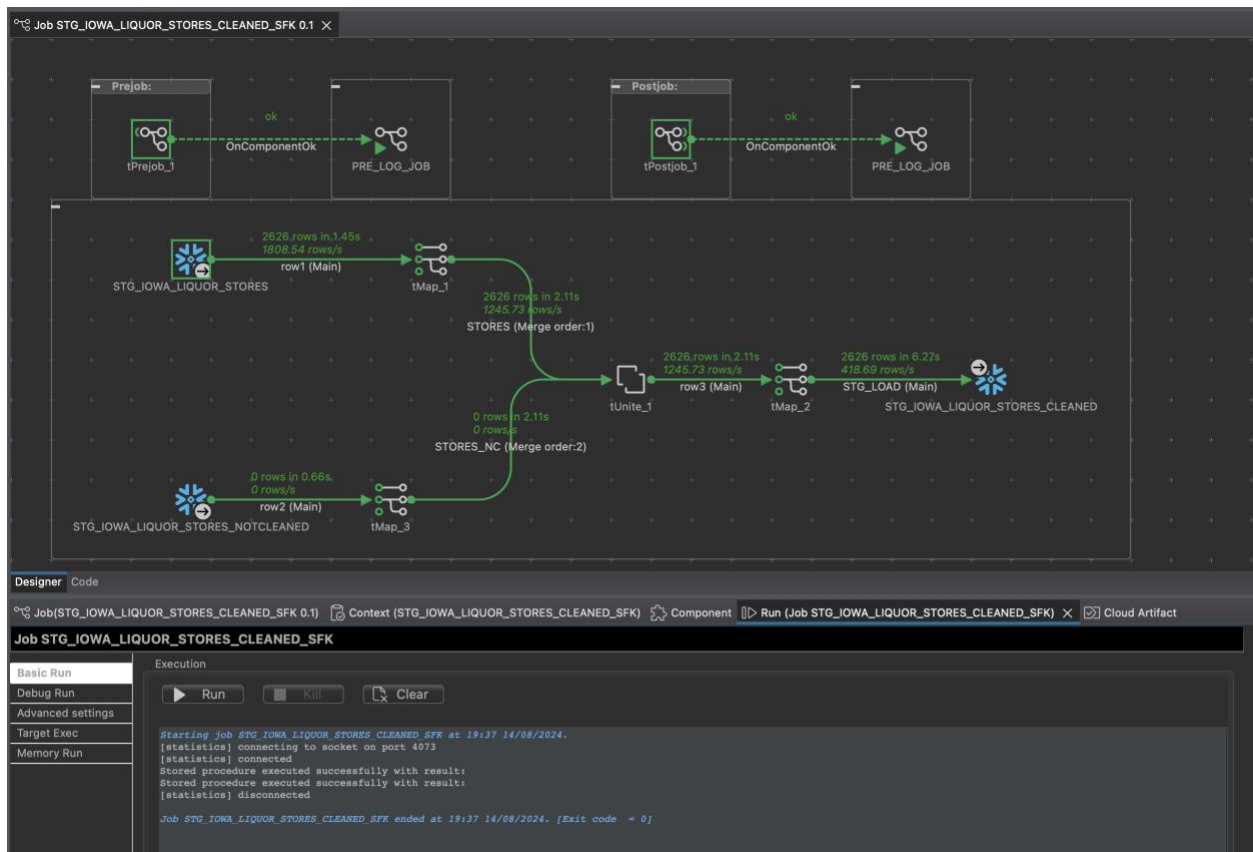 Job STG_IOWA_LIQUOR_STORES_CLEANED_SFK 0.1
Prejob:
Postjob:
ok
ok
OnComponentOk
OnComponentOk
tPrejob_1
PRE_LOG_JOB
tPostjob_1
PRE_LOG_JOB
2626 rows in 1.45s
1808.54 rows/s
row1 (Main)
STG_IOWA_LIQUOR_STORES
tMap_1
2626 rows in 2.11s
1245.73 rows/s
STORES (Merge order:1)
2626 rows in 2.11s
1245.73 rows/s
row3 (Main)
2626 rows in 6.27s
418.69 rows/s
STG_LOAD (Main)
tUnite_1
tMap_2
STG_IOWA_LIQUOR_STORES_CLEANED
0 rows in 2.11s
0 rows/s
STORES_NC (Merge order:2)
0 rows in 0.66s
0 rows/s
row2 (Main)
STG_IOWA_LIQUOR_STORES_NOTCLEANED
tMap_3
Designer Code
Job(STG_IOWA_LIQUOR_STORES_CLEANED_SFK 0.1) Context (STG_IOWA_LIQUOR_STORES_CLEANED_SFK) Component Run (Job STG_IOWA_LIQUOR_STORES_CLEANED_SFK) Cloud Artifact
Job STG_IOWA_LIQUOR_STORES_CLEANED_SFK
Basic Run
Debug Run
Advanced settings
Target Exec
Memory Run
Execution
Run Kill Clear
Starting job STG_IOWA_LIQUOR_STORES_CLEANED_SFK at 19:37 14/08/2024.
[statistics] connecting to socket on port 4073
[statistics] connected
Stored procedure executed successfully with result:
Stored procedure executed successfully with result:
[statistics] disconnected
Job STG_IOWA_LIQUOR_STORES_CLEANED_SFK ended at 19:37 14/08/2024. [Exit code = 0]